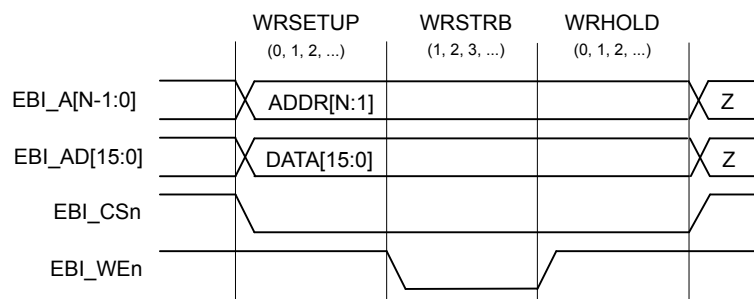 WRSETUP WRSTRB WRHOLD
(0, 1, 2, ...) (1, 2, 3, ...) (0, 1, 2, ...)
EBI_A[N-1:0] ADDR[N:1] Z
EBI_AD[15:0] DATA[15:0] Z
EBI_CSn
EBI_WEn